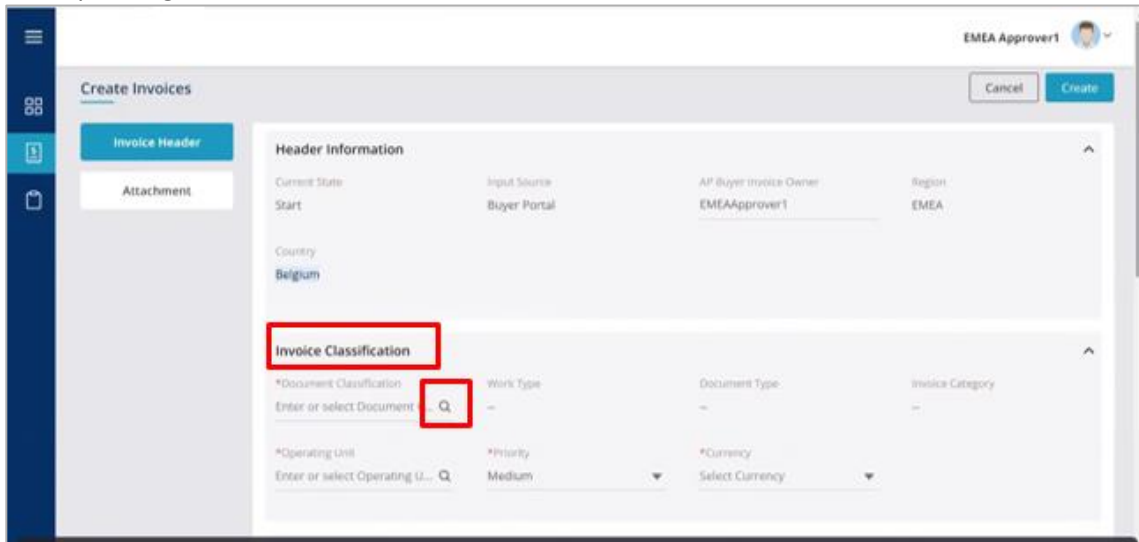 EMEA Approver1
Create Invoices
Cancel
Create
Invoice Header
Attachment
Header Information
Current State
Input Source
AP Buyer Invoice Owner
Region
Start
Buyer Portal
EMEAApprover1
EMEA
Country
Belgium
Invoice Classification
*Document Classification
Work Type
Document Type
Invoice Category
Enter or select Document
–
–
–
*Operating Unit
*Priority
*Currency
Enter or select Operating U...
Medium
Select Currency